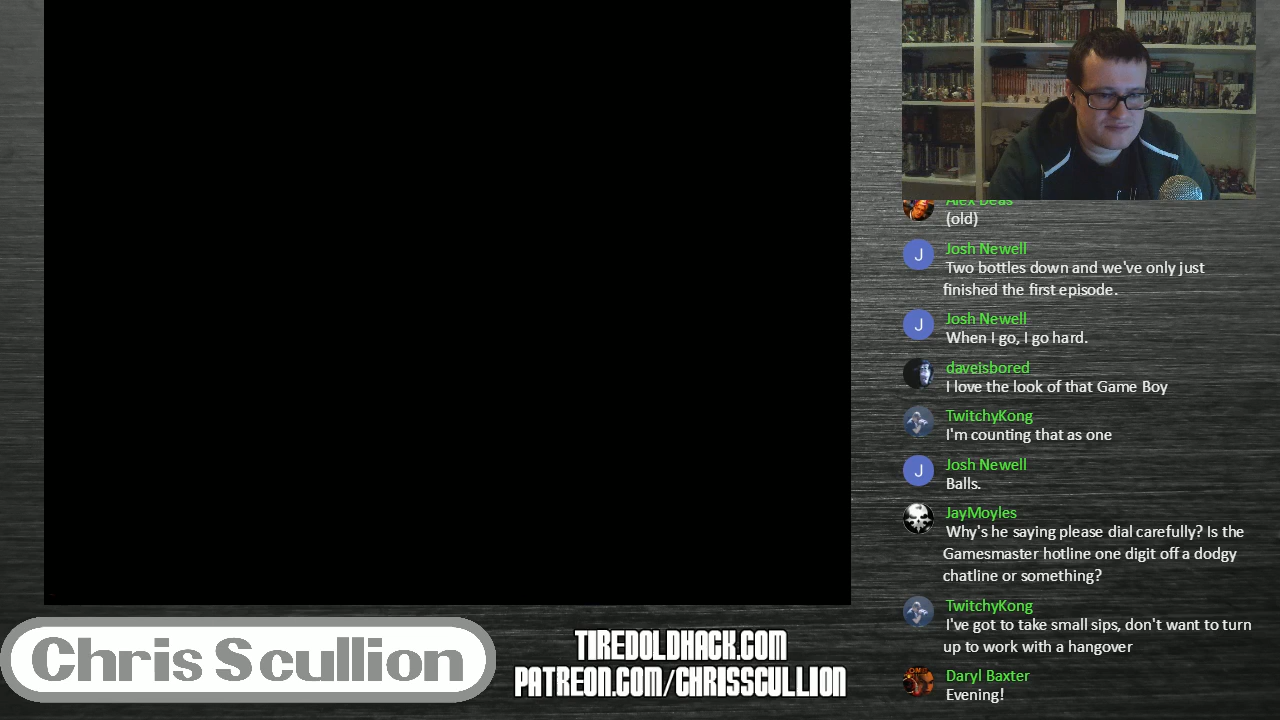 Alex Deas
(old)
Josh Newell
Two bottles down and we've only just
finished the first episode.
Josh Newell
When I go, I go hard.
daveisbored
I love the look of that Game Boy
TwitchyKong
I'm counting that as one
Josh Newell
Balls.
JayMoyles
Why's he saying please dial carefully? Is the
Gamesmaster hotline one digit off a dodgy
chatline or something?
TwitchyKong
I've got to take small sips, don't want to turn
up to work with a hangover
Daryl Baxter
Evening!
Chris Scullion
TIREDOLDHACK.COM
PATREON.COM/CHRISSCULLION